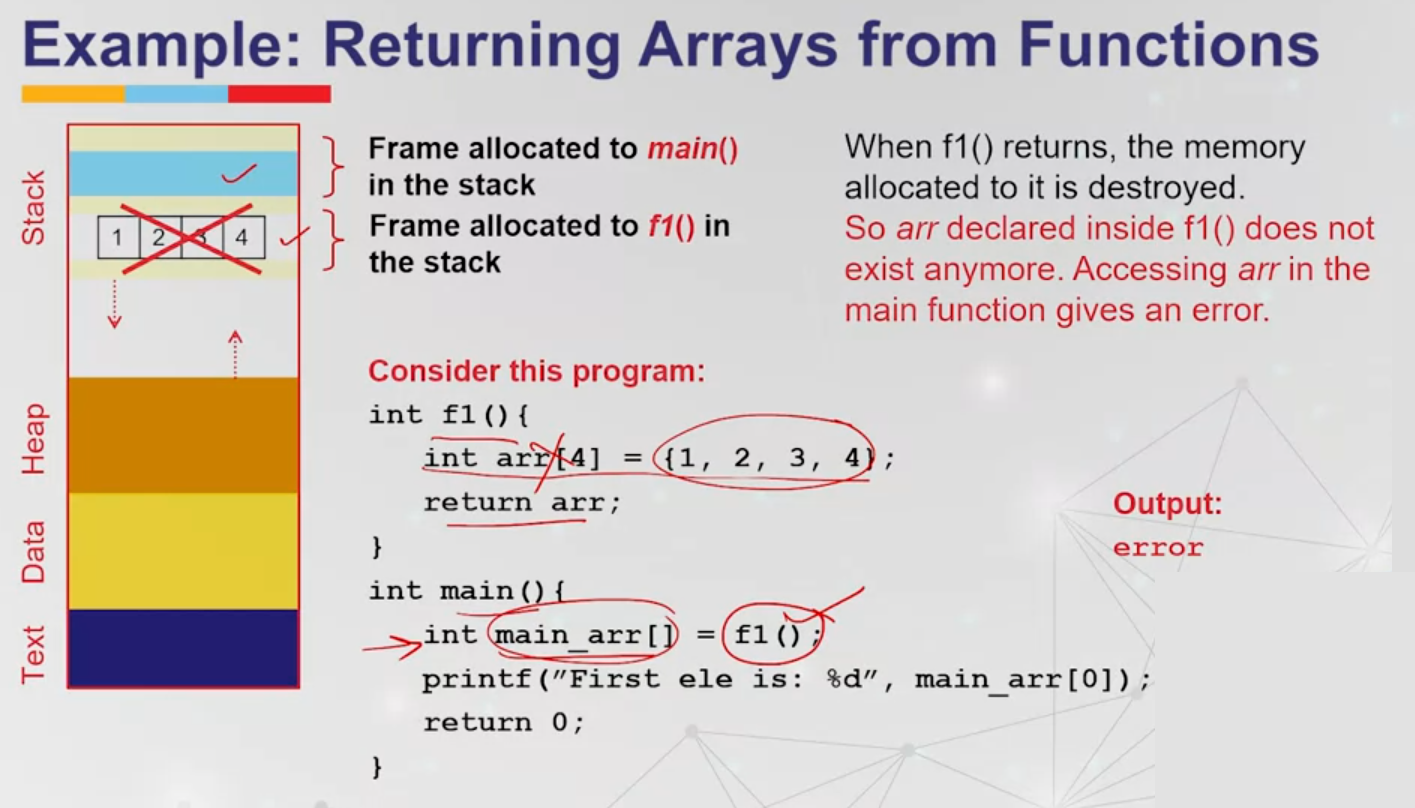 Example: Returning Arrays from Functions
Stack
Heap
Data
Text
1 2 3 4
Frame allocated to main()
in the stack
Frame allocated to f1() in
the stack
When f1() returns, the memory
allocated to it is destroyed.
So arr declared inside f1() does not
exist anymore. Accessing arr in the
main function gives an error.
Consider this program:
int f1(){
int arr[4] = {1, 2, 3, 4};
return arr;
}
int main(){
int main_arr[] = f1();
printf(″First ele is: %d″, main_arr[0]);
return 0;
}
Output:
error